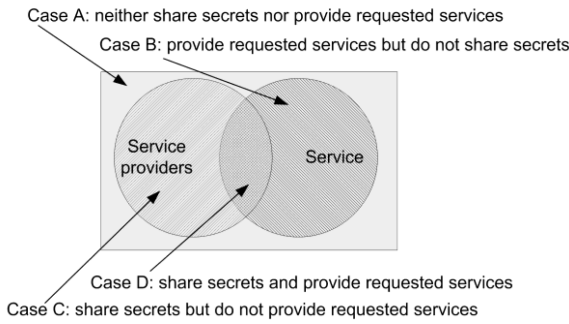 Case A: neither share secrets nor provide requested services
Case B: provide requested services but do not share secrets
Service
providers
Service
Case D: share secrets and provide requested services
Case C: share secrets but do not provide requested services